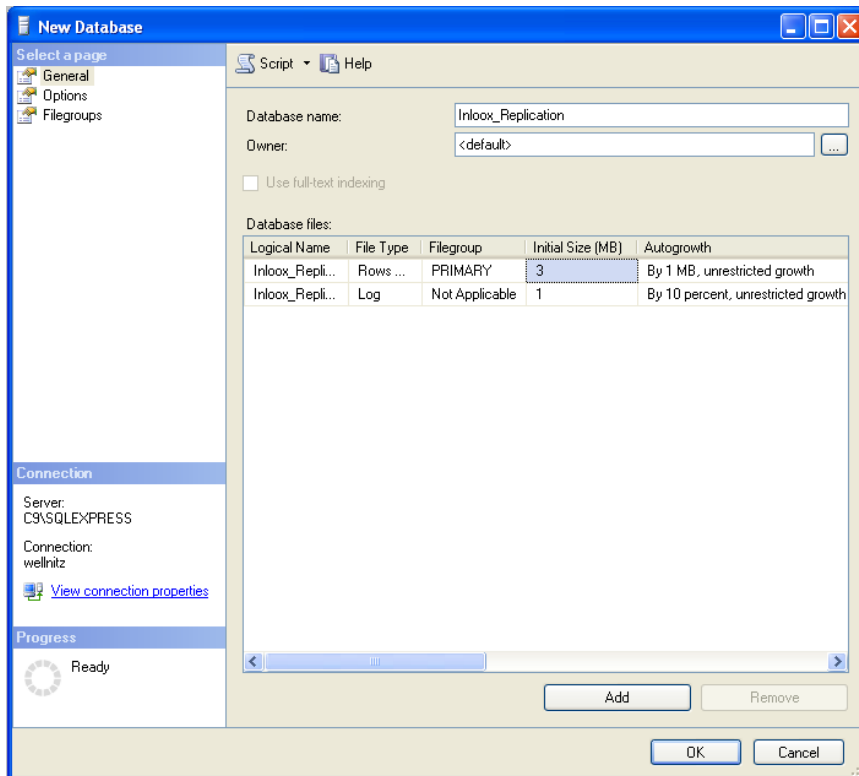 New Database
Select a page
General
Options
Filegroups
Script Help
Database name: Inloox_Replication
Owner: <default> ...
Use full-text indexing
Database files:
Logical Name File Type Filegroup Initial Size (MB) Autogrowth
Inloox_Repli... Rows ... PRIMARY 3 By 1 MB, unrestricted growth
Inloox_Repli... Log Not Applicable 1 By 10 percent, unrestricted growth
Connection
Server:
C9\SQLEXPRESS
Connection:
wellnitz
View connection properties
Progress
Ready
Add Remove
OK Cancel